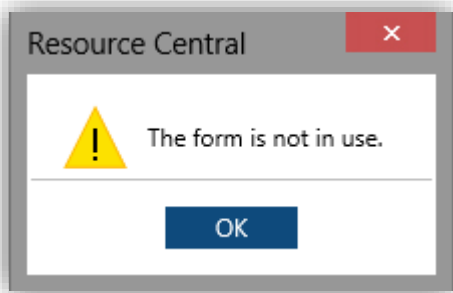 Resource Central
The form is not in use.
OK